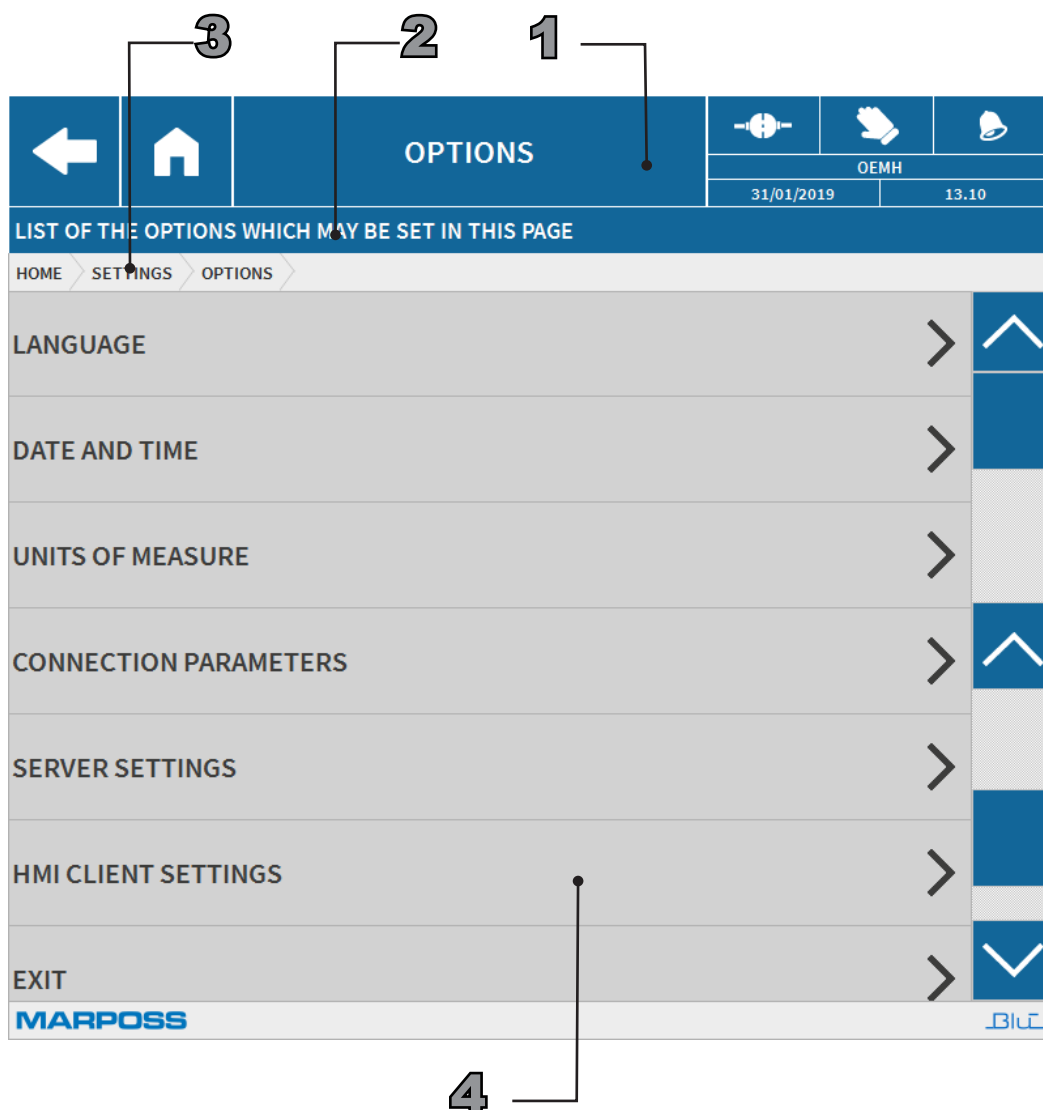 3 2 1
OPTIONS
OEMH
31/01/2019 13.10
LIST OF THE OPTIONS WHICH MAY BE SET IN THIS PAGE
HOME SETTINGS OPTIONS
LANGUAGE
DATE AND TIME
UNITS OF MEASURE
CONNECTION PARAMETERS
SERVER SETTINGS
HMI CLIENT SETTINGS
EXIT
MARPOSS Blú
4